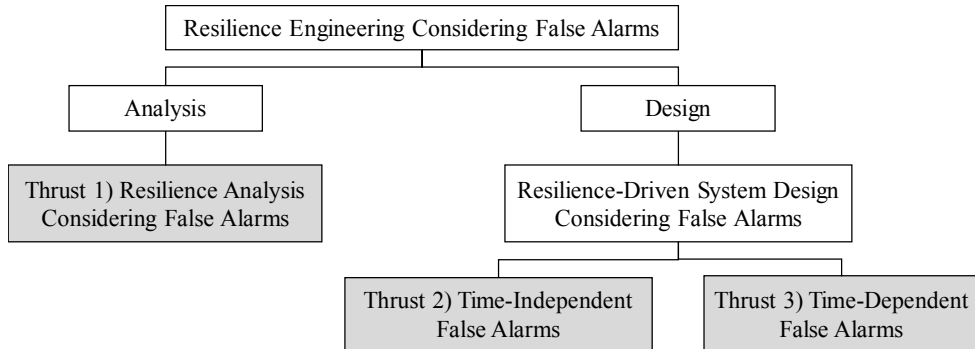 Resilience Engineering Considering False Alarms
Analysis
Design
Thrust 1) Resilience Analysis
Considering False Alarms
Resilience-Driven System Design
Considering False Alarms
Thrust 2) Time-Independent
False Alarms
Thrust 3) Time-Dependent
False Alarms